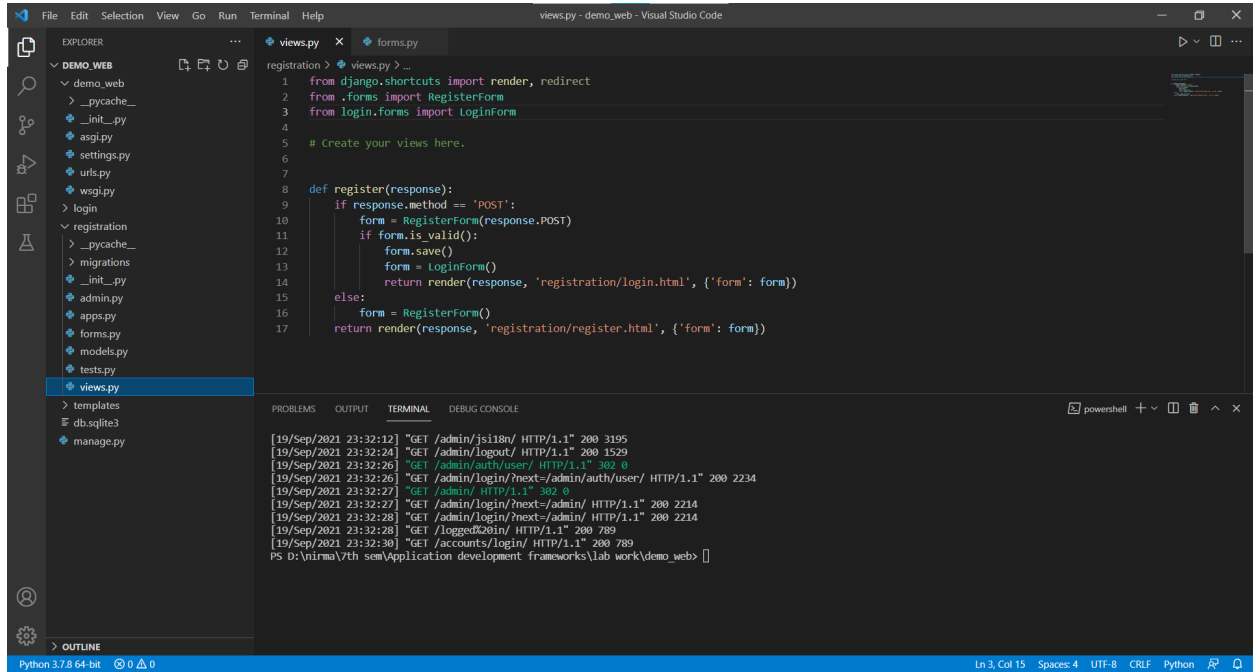 File Edit Selection View Go Run Terminal Help
views.py - demo_web - Visual Studio Code
EXPLORER
DEMO_WEB
demo_web
__pycache__
__init__.py
asgi.py
settings.py
urls.py
wsgi.py
login
registration
__pycache__
migrations
__init__.py
admin.py
apps.py
forms.py
models.py
tests.py
views.py
templates
db.sqlite3
manage.py
OUTLINE
views.py
forms.py
registration > views.py > ...
1 from django.shortcuts import render, redirect
2 from .forms import RegisterForm
3 from login.forms import LoginForm
4
5 # Create your views here.
6
7
8 def register(response):
9     if response.method == 'POST':
10         form = RegisterForm(response.POST)
11         if form.is_valid():
12             form.save()
13             form = LoginForm()
14             return render(response, 'registration/login.html', {'form': form})
15     else:
16         form = RegisterForm()
17     return render(response, 'registration/register.html', {'form': form})
PROBLEMS OUTPUT TERMINAL DEBUG CONSOLE
powershell
[19/Sep/2021 23:32:12] "GET /admin/jsi18n/ HTTP/1.1" 200 3195
[19/Sep/2021 23:32:24] "GET /admin/logout/ HTTP/1.1" 200 1529
[19/Sep/2021 23:32:26] "GET /admin/auth/user/ HTTP/1.1" 302 0
[19/Sep/2021 23:32:26] "GET /admin/login/?next=/admin/auth/user/ HTTP/1.1" 200 2234
[19/Sep/2021 23:32:27] "GET /admin/ HTTP/1.1" 302 0
[19/Sep/2021 23:32:27] "GET /admin/login/?next=/admin/ HTTP/1.1" 200 2214
[19/Sep/2021 23:32:28] "GET /admin/login/?next=/admin/ HTTP/1.1" 200 2214
[19/Sep/2021 23:32:28] "GET /logged%20in/ HTTP/1.1" 200 789
[19/Sep/2021 23:32:30] "GET /accounts/login/ HTTP/1.1" 200 789
PS D:\nirma\7th sem\Application development frameworks\lab work\demo_web>
Python 3.7.8 64-bit 0 0
Ln 3, Col 15 Spaces: 4 UTF-8 CRLF Python